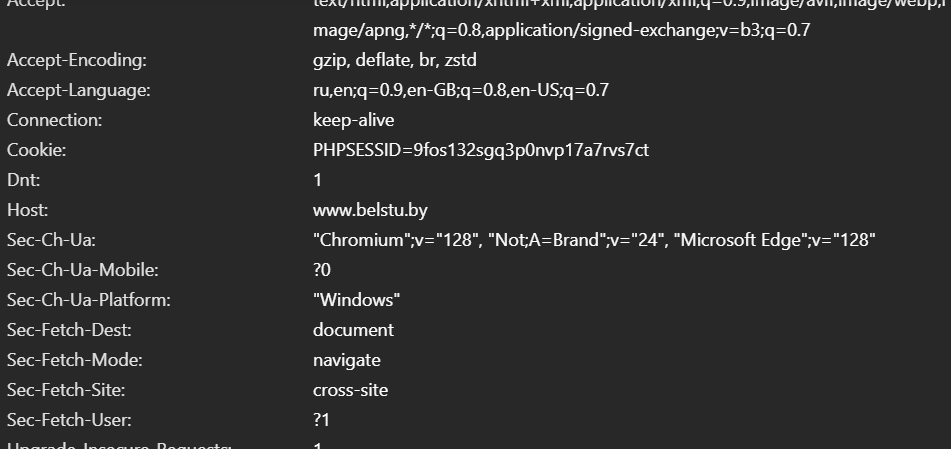 Accept: text/html,application/xhtml+xml,application/xml;q=0.9,image/avif,image/webp,i
mage/apng,*/*;q=0.8,application/signed-exchange;v=b3;q=0.7
Accept-Encoding: gzip, deflate, br, zstd
Accept-Language: ru,en;q=0.9,en-GB;q=0.8,en-US;q=0.7
Connection: keep-alive
Cookie: PHPSESSID=9fos132sgq3p0nvp17a7rvs7ct
Dnt: 1
Host: www.belstu.by
Sec-Ch-Ua: "Chromium";v="128", "Not;A=Brand";v="24", "Microsoft Edge";v="128"
Sec-Ch-Ua-Mobile: ?0
Sec-Ch-Ua-Platform: "Windows"
Sec-Fetch-Dest: document
Sec-Fetch-Mode: navigate
Sec-Fetch-Site: cross-site
Sec-Fetch-User: ?1
Upgrade-Insecure-Requests: 1